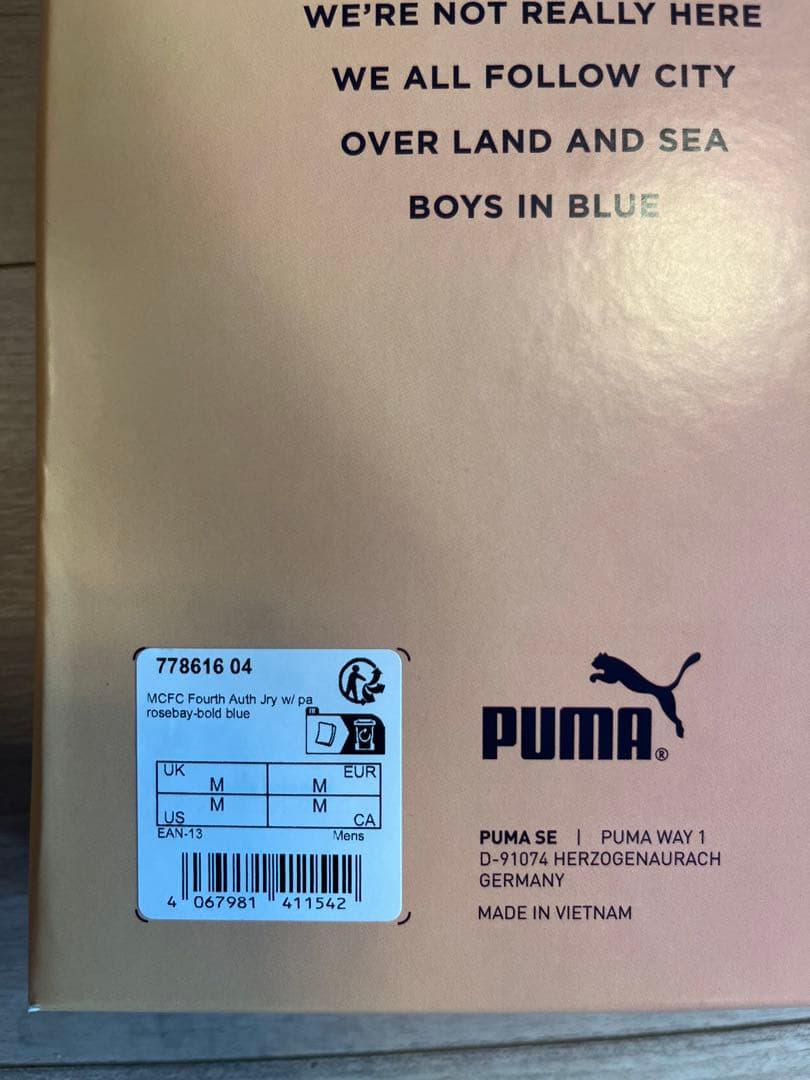 WE'RE NOT REALLY HERE
WE ALL FOLLOW CITY
OVER LAND AND SEA
BOYS IN BLUE
778616 04
MCFC Fourth Auth Jry w/ pa
rosebay-bold blue
FR
UK M
M EUR
US M
M CA
EAN-13
Mens
4 067981 411542
PUMA®
PUMA SE | PUMA WAY 1
D-91074 HERZOGENAURACH
GERMANY
MADE IN VIETNAM